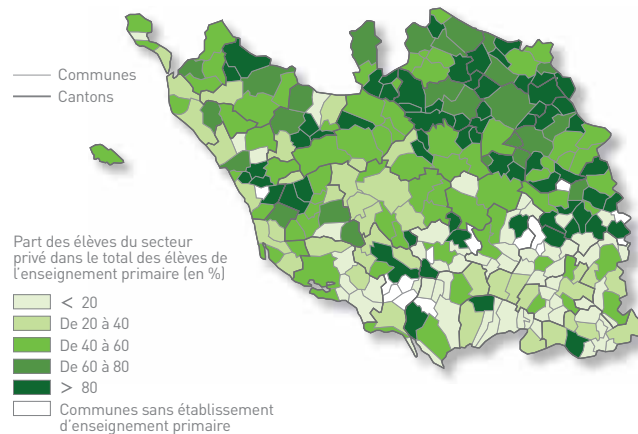 Communes
Cantons
Part des élèves du secteur
privé dans le total des élèves de
l'enseignement primaire (en %)
< 20
De 20 à 40
De 40 à 60
De 60 à 80
> 80
Communes sans établissement
d'enseignement primaire